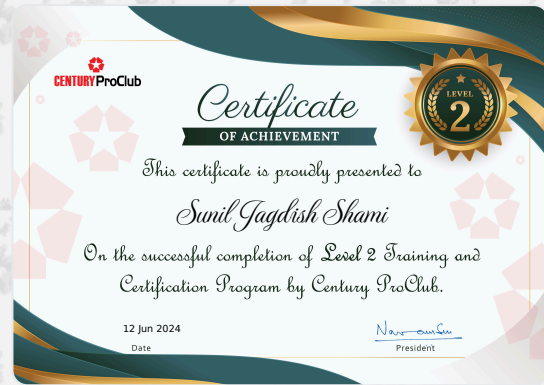 CENTURY ProClub
LEVEL
2
Certificate
OF ACHIEVEMENT
This certificate is proudly presented to
Sunil Jagdish Shami
On the successful completion of Level 2 Training and
Certification Program by Century ProClub.
12 Jun 2024
Date
President